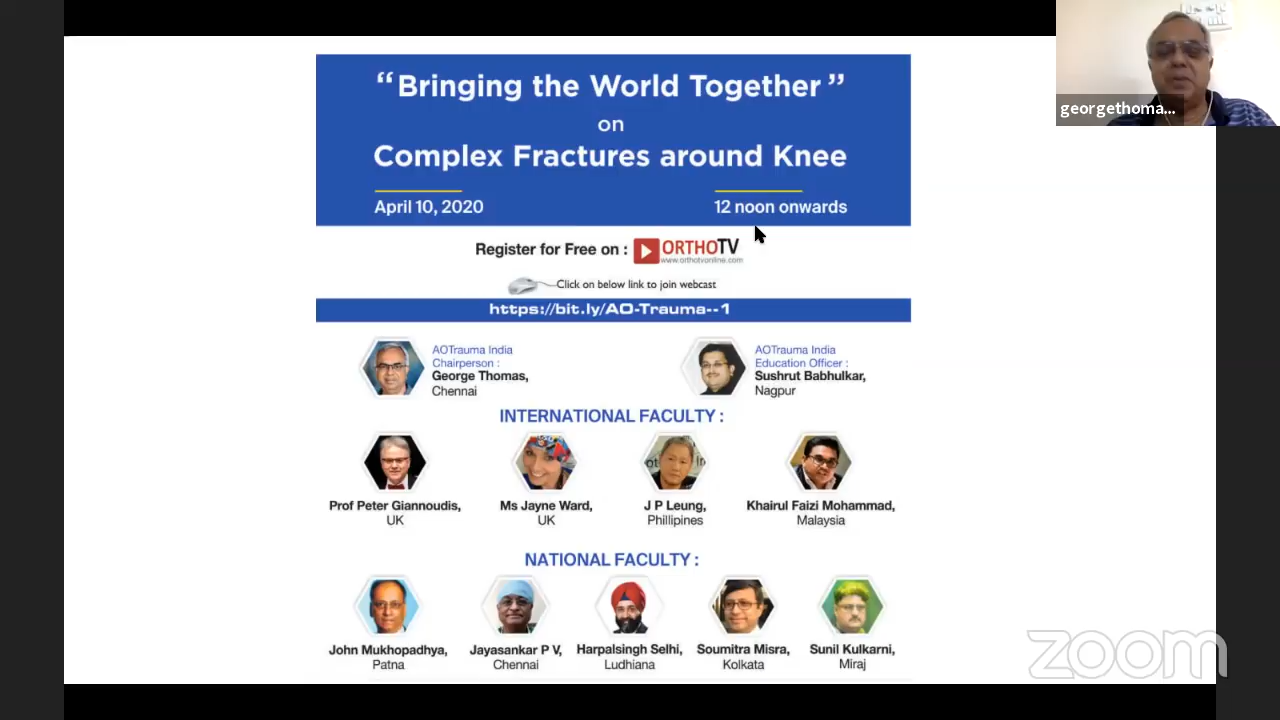 georgethoma...
“Bringing the World Together”
on
Complex Fractures around Knee
April 10, 2020
12 noon onwards
Register for Free on : ORTHOTV
www.orthotvonline.com
Click on below link to join webcast
https://bit.ly/AO-Trauma--1
AOTrauma India
Chairperson :
George Thomas,
Chennai
AOTrauma India
Education Officer :
Sushrut Babhulkar,
Nagpur
INTERNATIONAL FACULTY :
Prof Peter Giannoudis,
UK
Ms Jayne Ward,
UK
J P Leung,
Phillipines
Khairul Faizi Mohammad,
Malaysia
NATIONAL FACULTY :
John Mukhopadhya,
Patna
Jayasankar P V,
Chennai
Harpalsingh Selhi,
Ludhiana
Soumitra Misra,
Kolkata
Sunil Kulkarni,
Miraj
zoom